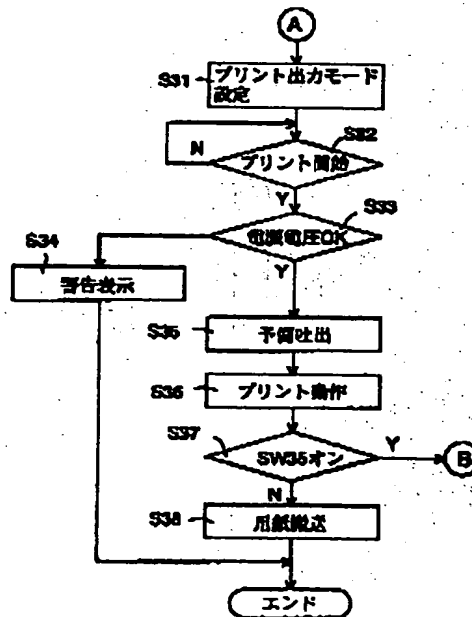 A
S31
プリント出力モード
設定
S32
プリント開始
N
Y
S33
電源電圧OK
Y
S34
警告表示
S35
予備吐出
S36
プリント動作
S37
SW35オン
Y
B
N
S38
用紙搬送
エンド